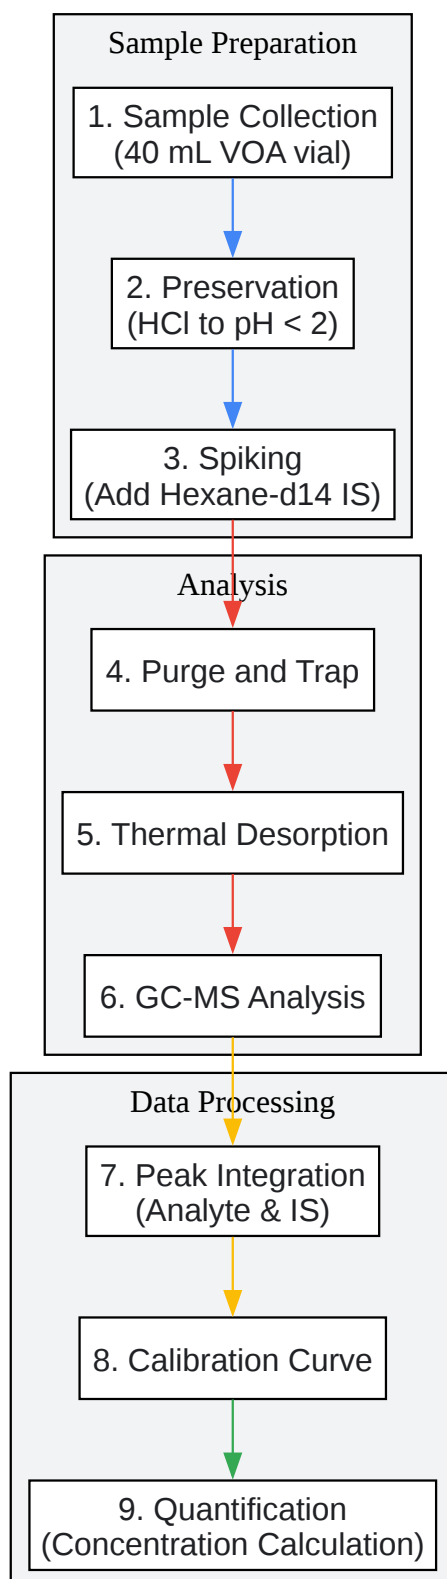 Sample Preparation
1. Sample Collection
(40 mL VOA vial)
2. Preservation
(HCl to pH < 2)
3. Spiking
(Add Hexane-d14 IS)
Analysis
4. Purge and Trap
5. Thermal Desorption
6. GC-MS Analysis
Data Processing
7. Peak Integration
(Analyte & IS)
8. Calibration Curve
9. Quantification
(Concentration Calculation)